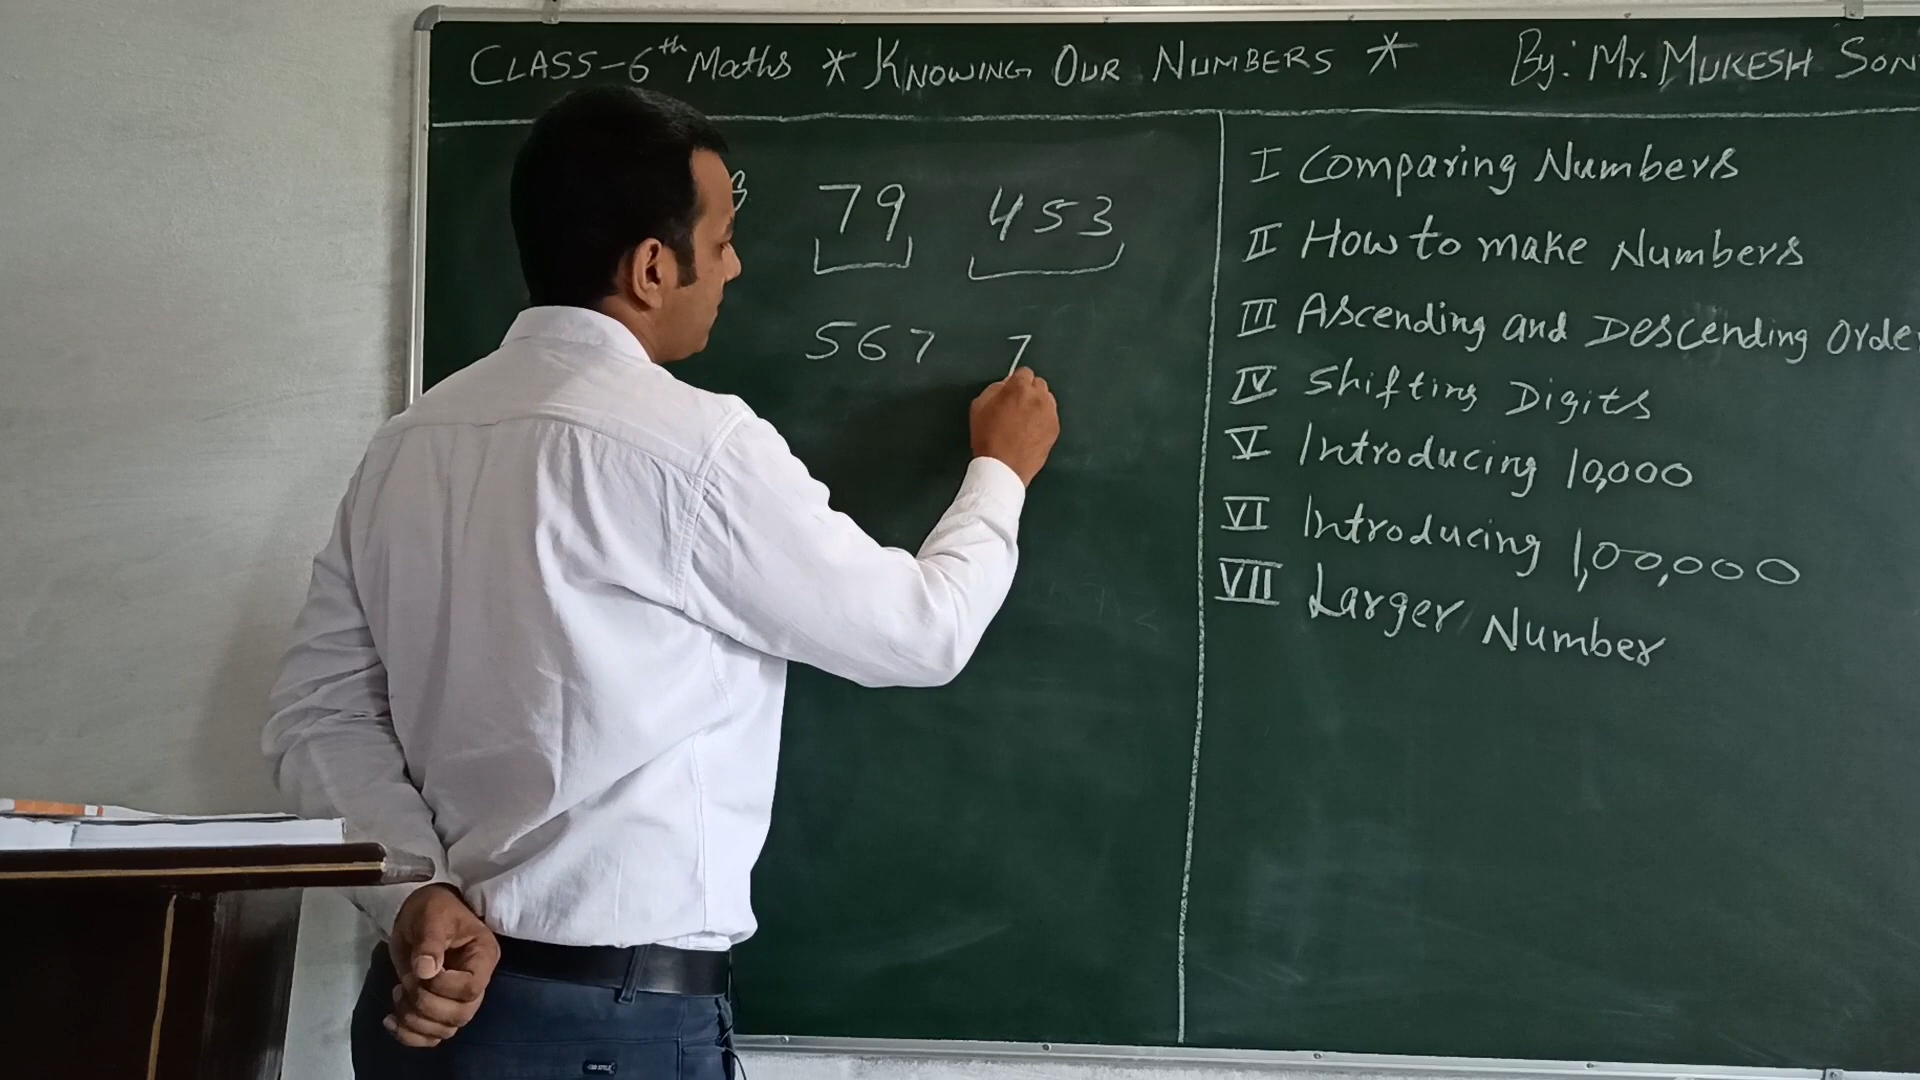 CLASS-6th Maths * KNOWING OUR NUMBERS * By: Mr. MUKESH SON
79 453
567 7
I Comparing Numbers
II How to make Numbers
III Ascending and Descending Orde
IV Shifting Digits
V Introducing 10,000
VI Introducing 1,00,000
VII Larger Number